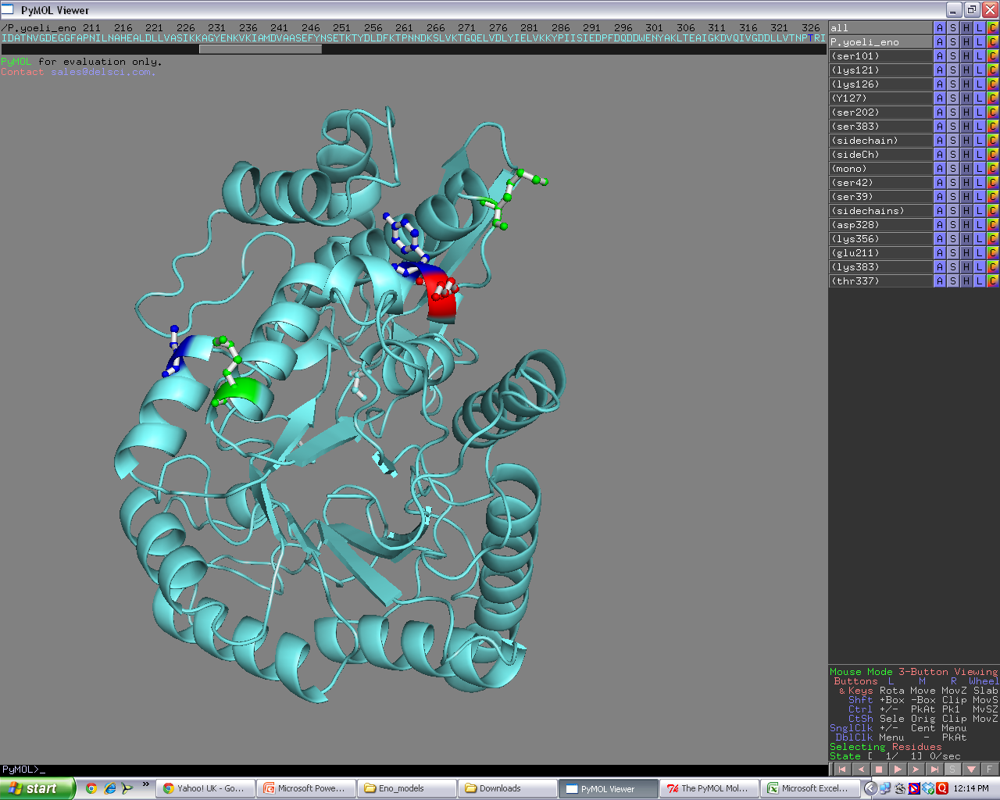 PyMOL Viewer
/P.yoeli_eno 211 216 221 226 231 236 241 246 251 256 261 266 271 276 281 286 291 296 301 306 311 316 321 326
IDATNVGDEGGFAPNILNAHEALDLLVASIKKAGYENKVKIAMDVAASEFYNSETKTYDLDFKTPNNDKSLVKTGQELVDLYIELVKKYPIISIEDPFDQDDWENYAKLTEAIGKDVQIVGDDLLVTNPTRI
PyMOL for evaluation only.
Contact sales@delsci.com.
all A S H L C
P.yoeli_eno A S H L C
(ser101) A S H L C
(lys121) A S H L C
(lys126) A S H L C
(Y127) A S H L C
(ser202) A S H L C
(ser383) A S H L C
(sidechain) A S H L C
(sideCh) A S H L C
(mono) A S H L C
(ser42) A S H L C
(ser39) A S H L C
(sidechains) A S H L C
(asp328) A S H L C
(lys356) A S H L C
(glu211) A S H L C
(lys383) A S H L C
(thr337) A S H L C
Mouse Mode 3-Button Viewing
Buttons L M R Wheel
& Keys Rota Move MovZ Slab
Shft +Box -Box Clip MovS
Ctrl +/- PkAt Pk1 MvSZ
CtSh Sele Orig Clip MovZ
SnglClk +/- Cent Menu
DblClk Menu - PkAt
Selecting Residues
State [ 1/ 1] 0/sec
S F
PyMOL>_
start
Yahoo! UK - Go...
Microsoft Powe...
Eno_models
Downloads
PyMOL Viewer
The PyMOL Mol...
Microsoft Excel...
12:14 PM